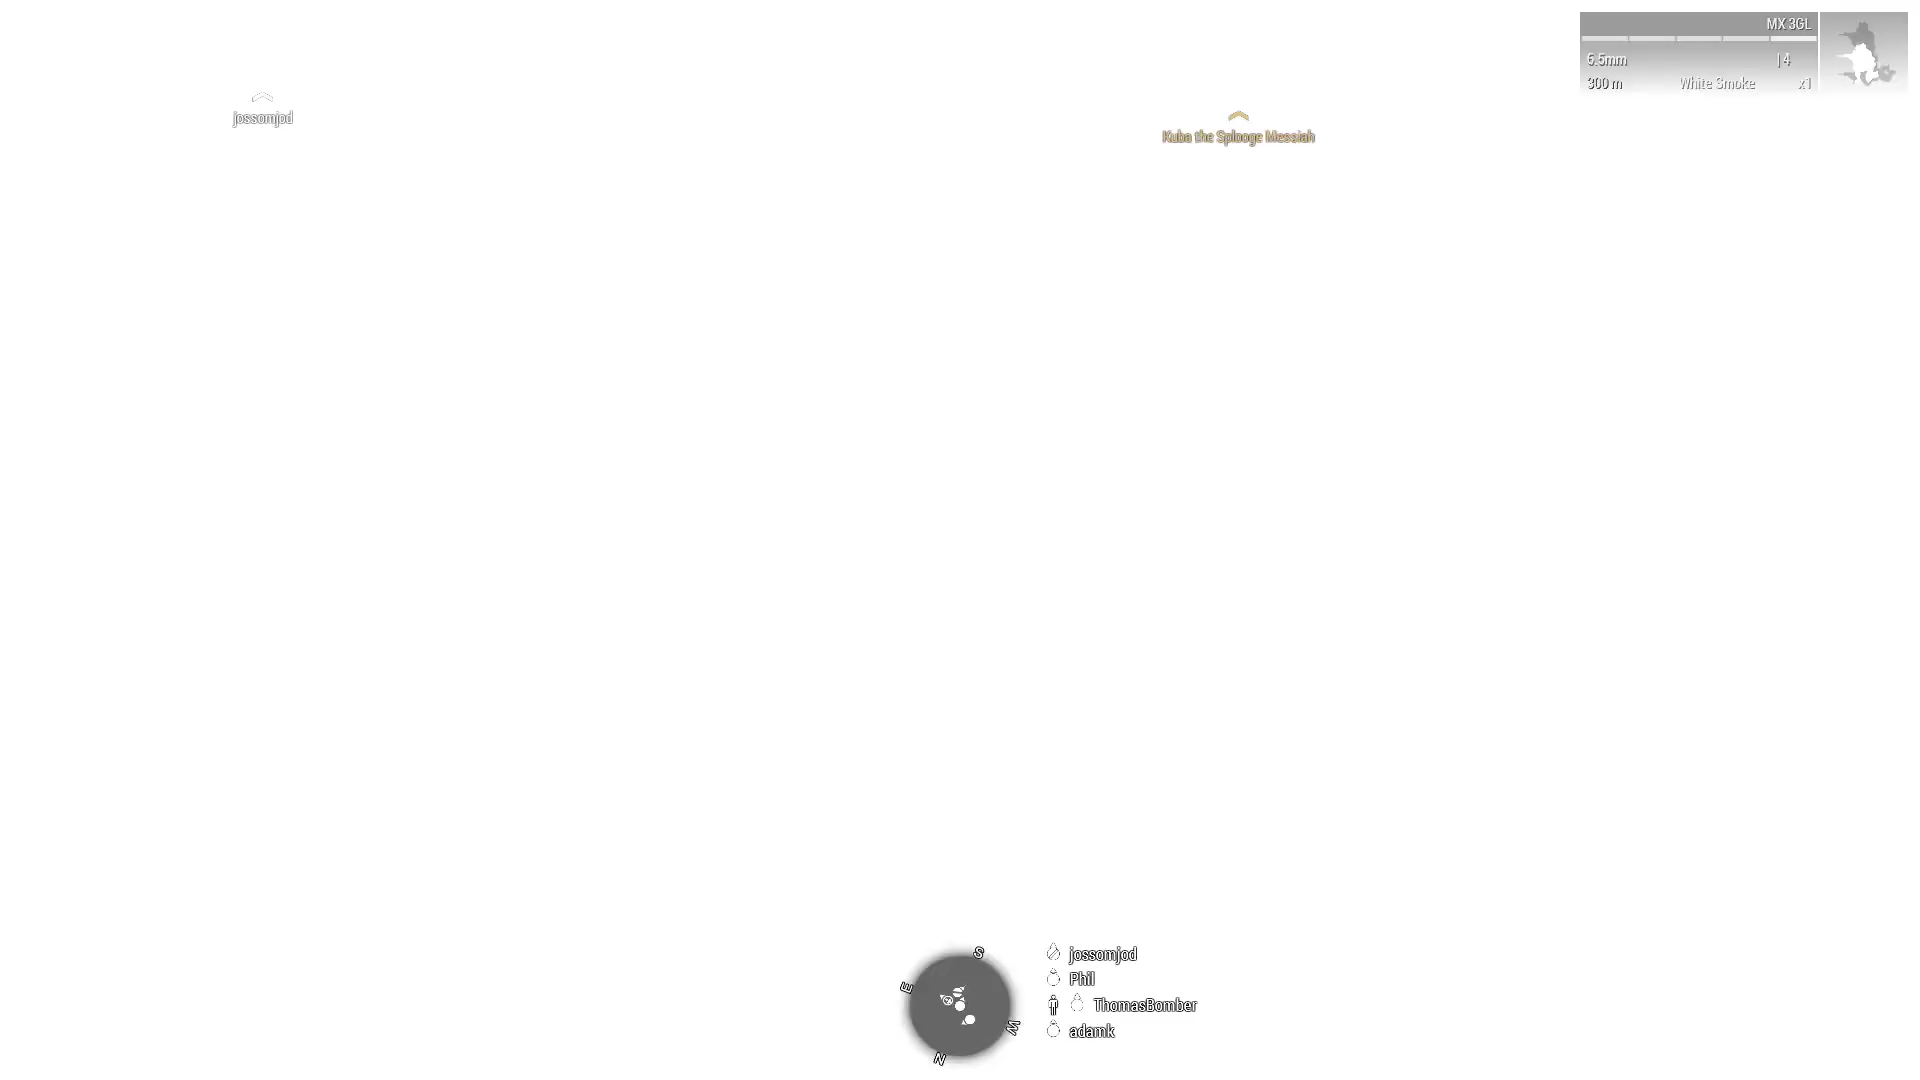 MX 3GL
6.5mm
| 4
300 m
White Smoke
x1
jossomjod
Kuba the Splooge Messiah
S
E
W
N
jossomjod
Phil
ThomasBomber
adamk